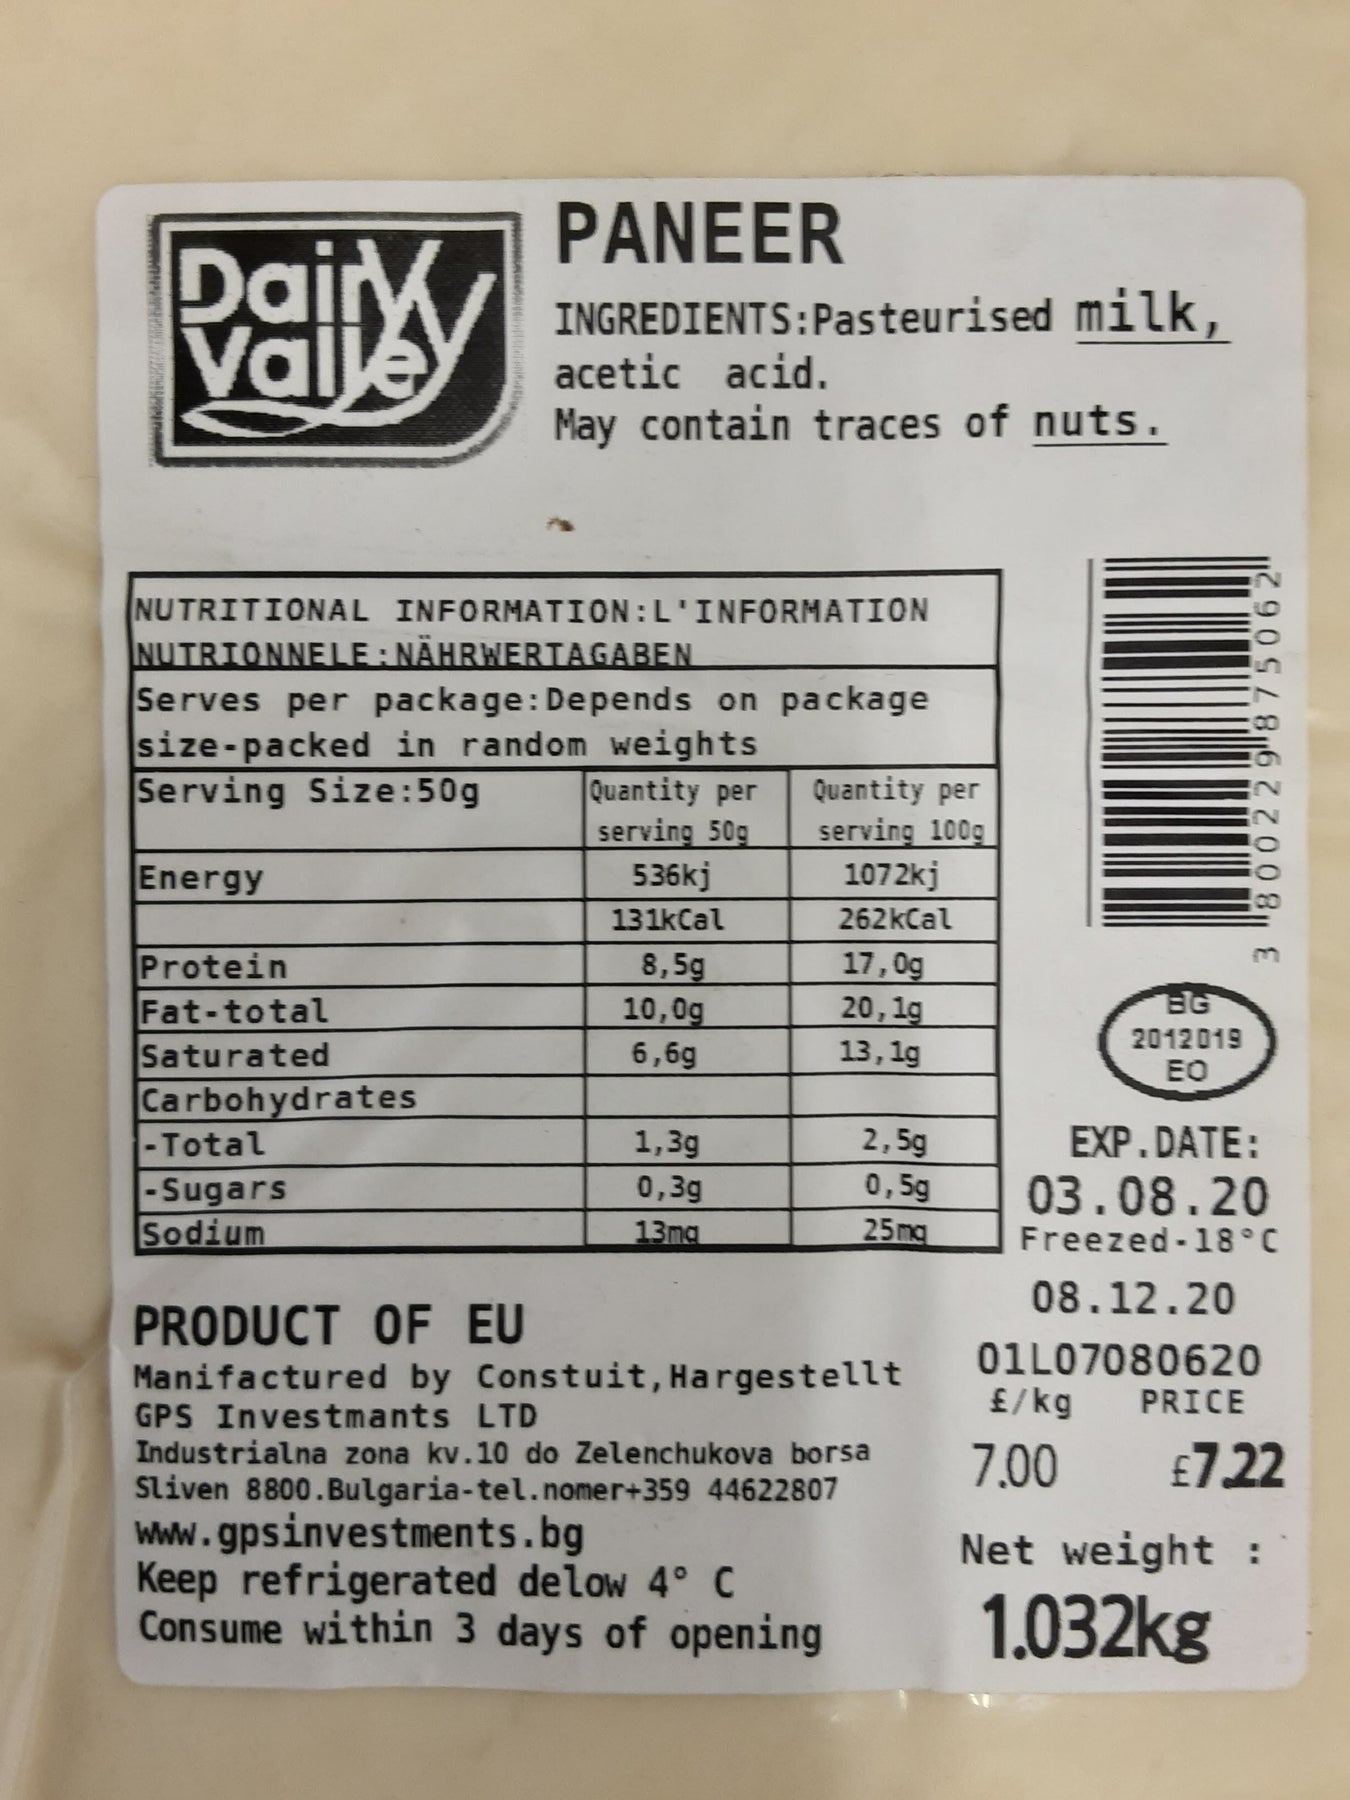 Dairy
Valley
PANEER
INGREDIENTS:Pasteurised milk,
acetic acid.
May contain traces of nuts.
NUTRITIONAL INFORMATION:L'INFORMATION
NUTRIONNELE:NÄHRWERTAGABEN
Serves per package:Depends on package
size-packed in random weights
Serving Size:50g Quantity per serving 50g Quantity per serving 100g
Energy 536kj 1072kj
131kCal 262kCal
Protein 8,5g 17,0g
Fat-total 10,0g 20,1g
Saturated 6,6g 13,1g
Carbohydrates
-Total 1,3g 2,5g
-Sugars 0,3g 0,5g
Sodium 13mg 25mg
3 800229 875062
BG
2012019
EO
EXP.DATE:
03.08.20
Freezed-18°C
08.12.20
01L07080620
£/kg PRICE
7.00 £7.22
Net weight :
1.032kg
PRODUCT OF EU
Manifactured by Constuit,Hargestellt
GPS Investmants LTD
Industrialna zona kv.10 do Zelenchukova borsa
Sliven 8800.Bulgaria-tel.nomer+359 44622807
www.gpsinvestments.bg
Keep refrigerated delow 4° C
Consume within 3 days of opening